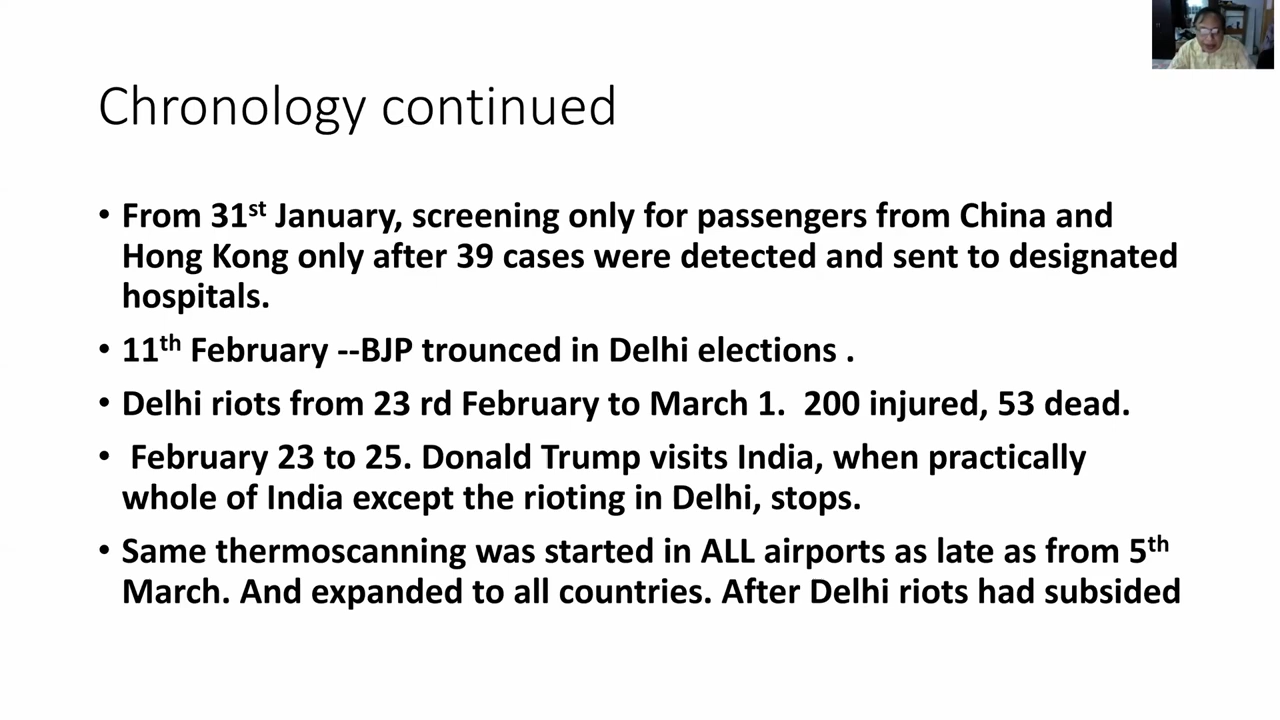 Chronology continued
• From 31st January, screening only for passengers from China and
Hong Kong only after 39 cases were detected and sent to designated
hospitals.
• 11th February --BJP trounced in Delhi elections .
• Delhi riots from 23 rd February to March 1.  200 injured, 53 dead.
•  February 23 to 25. Donald Trump visits India, when practically
whole of India except the rioting in Delhi, stops.
• Same thermoscanning was started in ALL airports as late as from 5th
March. And expanded to all countries. After Delhi riots had subsided